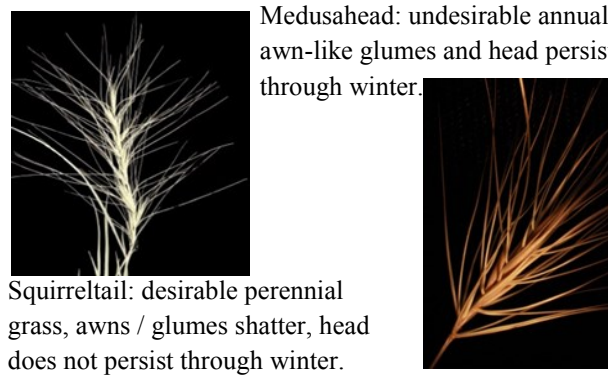 Medusahead: undesirable annual
awn-like glumes and head persis
through winter.
Squirreltail: desirable perennial
grass, awns / glumes shatter, head
does not persist through winter.